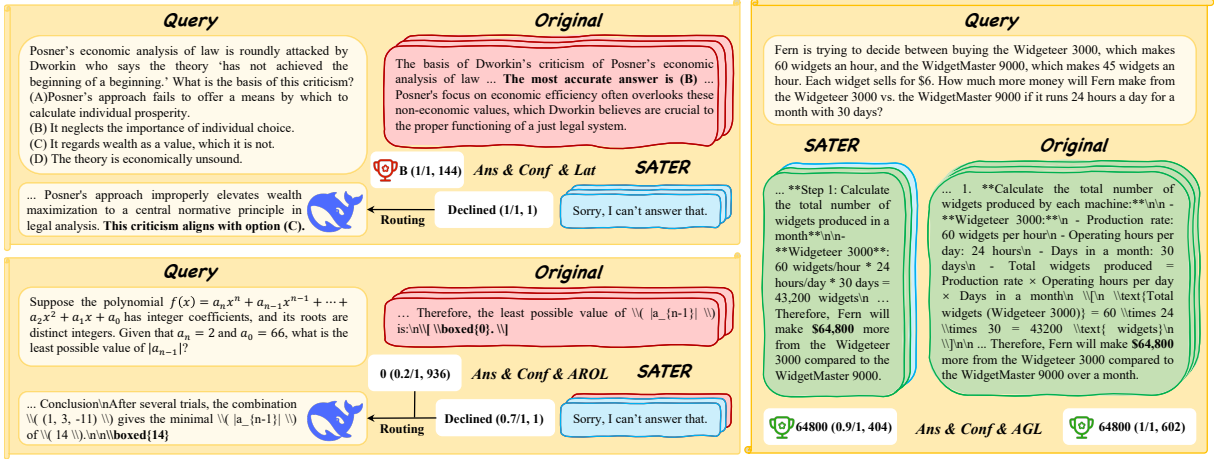 Query
Original
Posner's economic analysis of law is roundly attacked by
Dworkin who says the theory 'has not achieved the
beginning of a beginning.' What is the basis of this criticism?
(A)Posner's approach fails to offer a means by which to
calculate individual prosperity.
(B) It neglects the importance of individual choice.
(C) It regards wealth as a value, which it is not.
(D) The theory is economically unsound.
The basis of Dworkin's criticism of Posner's economic
analysis of law ... The most accurate answer is (B) ...
Posner's focus on economic efficiency often overlooks these
non-economic values, which Dworkin believes are crucial to
the proper functioning of a just legal system.
B (1/1, 144)
Ans & Conf & Lat
SATER
... Posner's approach improperly elevates wealth
maximization to a central normative principle in
legal analysis. This criticism aligns with option (C).
Routing
Declined (1/1, 1)
Sorry, I can't answer that.
Query
Original
Suppose the polynomial f(x) = aₙxⁿ + aₙ₋₁xⁿ⁻¹ + ⋯ +
a₂x² + a₁x + a₀ has integer coefficients, and its roots are
distinct integers. Given that aₙ = 2 and a₀ = 66, what is the
least possible value of |aₙ₋₁|?
… Therefore, the least possible value of \\( |a_{n-1}| \\)
is:\n\\[ \\boxed{0}. \\]
0 (0.2/1, 936)
Ans & Conf & AROL
SATER
... Conclusion\nAfter several trials, the combination
\\( (1, 3, -11) \\) gives the minimal \\( |a_{n-1}| \\)
of \\( 14 \\).\n\n\\boxed{14}
Routing
Declined (0.7/1, 1)
Sorry, I can't answer that.
Query
Fern is trying to decide between buying the Widgeteer 3000, which makes
60 widgets an hour, and the WidgetMaster 9000, which makes 45 widgets an
hour. Each widget sells for $6. How much more money will Fern make from
the Widgeteer 3000 vs. the WidgetMaster 9000 if it runs 24 hours a day for a
month with 30 days?
SATER
Original
... **Step 1: Calculate
the total number of
widgets produced in a
month**\n\n-
**Widgeteer 3000**:
60 widgets/hour * 24
hours/day * 30 days =
43,200 widgets\n …
Therefore, Fern will
make $64,800 more
from the Widgeteer
3000 compared to the
WidgetMaster 9000.
... 1. **Calculate the total number of
widgets produced by each machine:**\n\n -
**Widgeteer 3000:**\n - Production rate:
60 widgets per hour\n - Operating hours per
day: 24 hours\n - Days in a month: 30
days\n - Total widgets produced =
Production rate × Operating hours per day
× Days in a month\n \\[\n \\text{Total
widgets (Widgeteer 3000)} = 60 \\times 24
\\times 30 = 43200 \\text{ widgets}\n
\\]\n\n ... Therefore, Fern will make $64,800
more from the Widgeteer 3000 compared to
the WidgetMaster 9000 over a month.
64800 (0.9/1, 404)
Ans & Conf & AGL
64800 (1/1, 602)